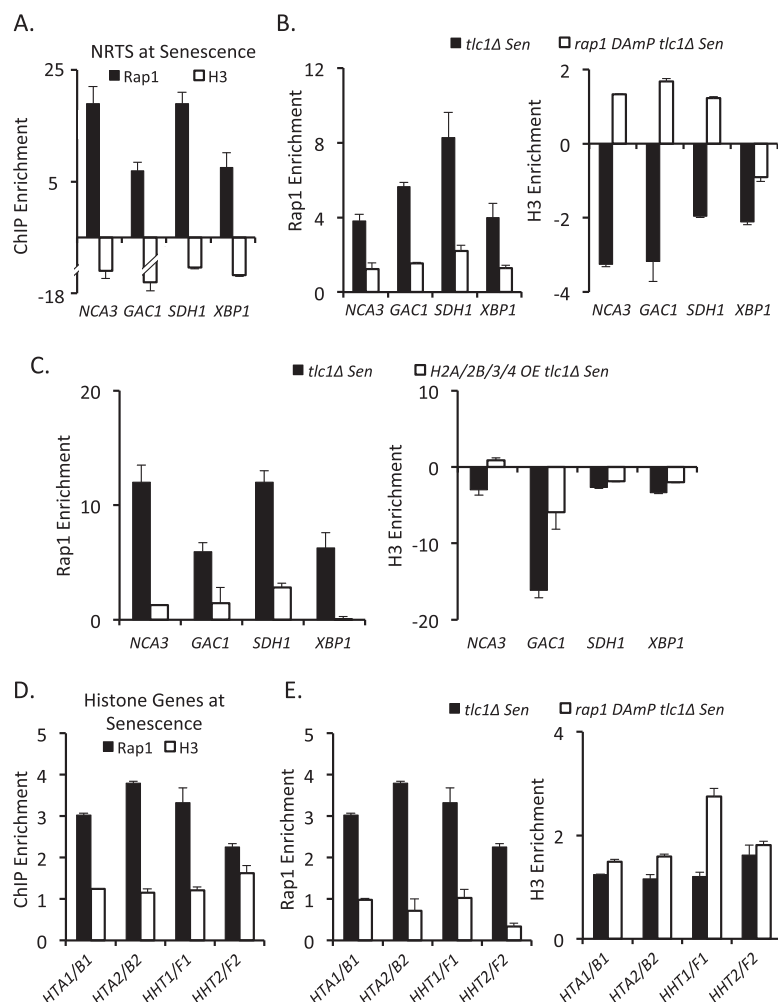 A.
NRTS at Senescence
Rap1 H3
25
5
-18
ChIP Enrichment
NCA3 GAC1 SDH1 XBP1
B.
tlc1Δ Sen rap1 DAmP tlc1Δ Sen
12
8
4
0
Rap1 Enrichment
NCA3 GAC1 SDH1 XBP1
2
0
-2
-4
H3 Enrichment
NCA3 GAC1 SDH1 XBP1
C.
tlc1Δ Sen H2A/2B/3/4 OE tlc1Δ Sen
20
10
0
Rap1 Enrichment
NCA3 GAC1 SDH1 XBP1
10
0
-10
-20
H3 Enrichment
NCA3 GAC1 SDH1 XBP1
D.
Histone Genes at
Senescence
Rap1 H3
5
4
3
2
1
0
ChIP Enrichment
HTA1/B1 HTA2/B2 HHT1/F1 HHT2/F2
E.
tlc1Δ Sen rap1 DAmP tlc1Δ Sen
5
4
3
2
1
0
Rap1 Enrichment
HTA1/B1 HTA2/B2 HHT1/F1 HHT2/F2
4
2
0
H3 Enrichment
HTA1/B1 HTA2/B2 HHT1/F1 HHT2/F2